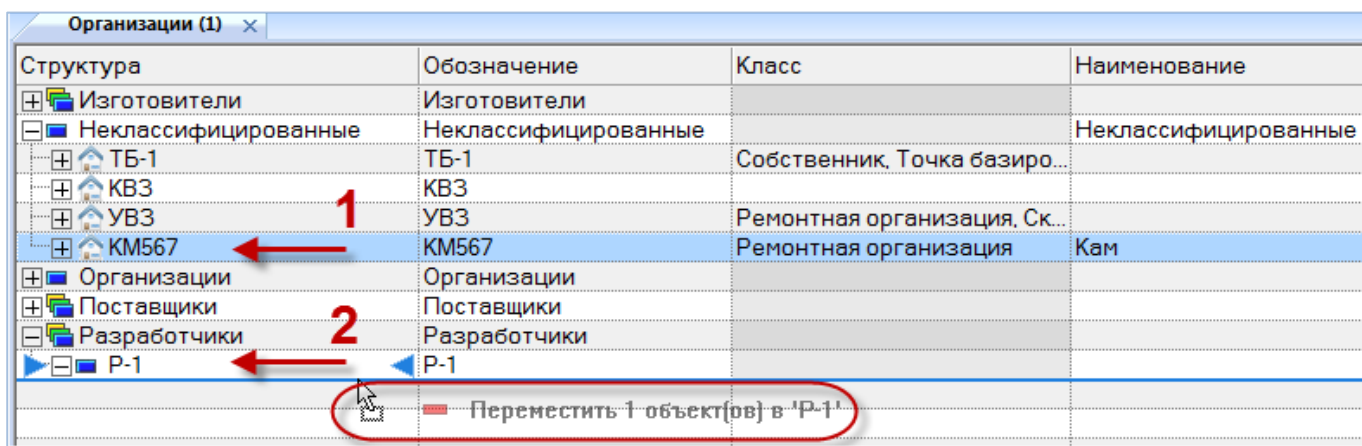 Организации (1)
Структура Обозначение Класс Наименование
Изготовители Изготовители
Неклассифицированные Неклассифицированные Неклассифицированные
ТБ-1 ТБ-1 Собственник, Точка базиро...
КВЗ КВЗ
1
УВЗ УВЗ Ремонтная организация, Ск...
КМ567 КМ567 Ремонтная организация Кам
Организации Организации
Поставщики Поставщики
2
Разработчики Разработчики
Р-1 Р-1
Переместить 1 объект(ов) в 'Р-1'